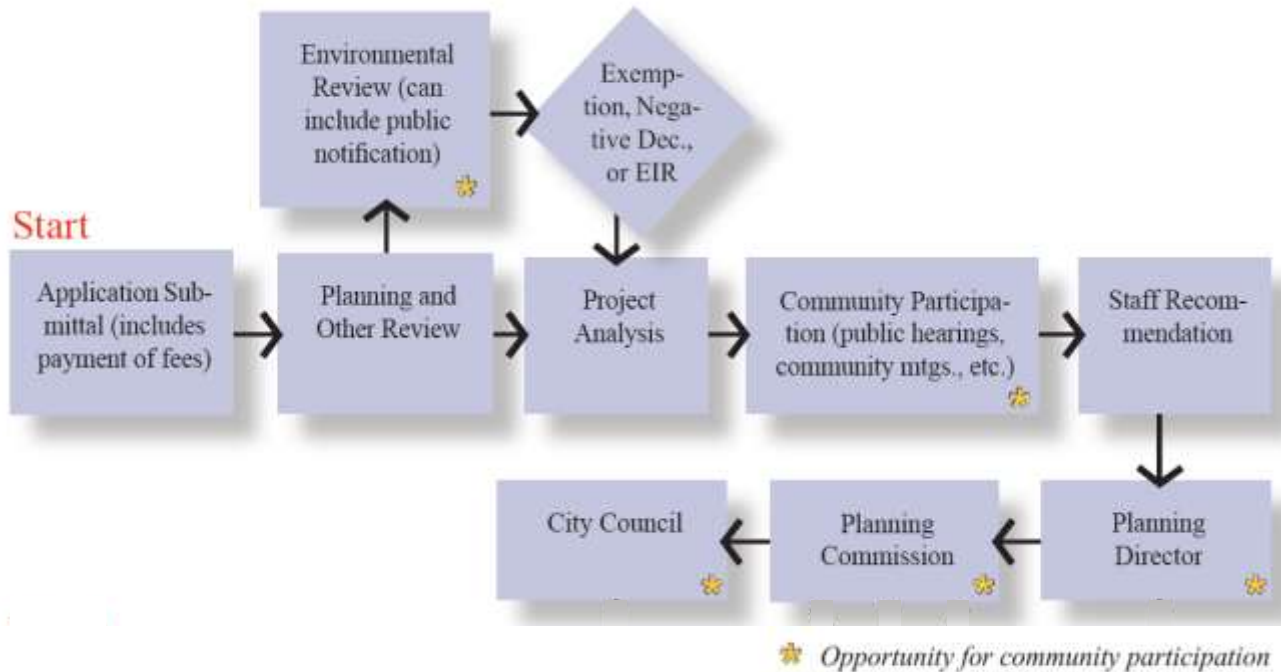 Environmental
Review (can
include public
notification)
Exemp-
tion, Nega-
tive Dec.,
or EIR
Start
Application Sub-
mittal (includes
payment of fees)
Planning and
Other Review
Project
Analysis
Community Participa-
tion (public hearings,
community mtgs., etc.)
Staff Recom-
mendation
City Council
Planning
Commission
Planning
Director
Opportunity for community participation